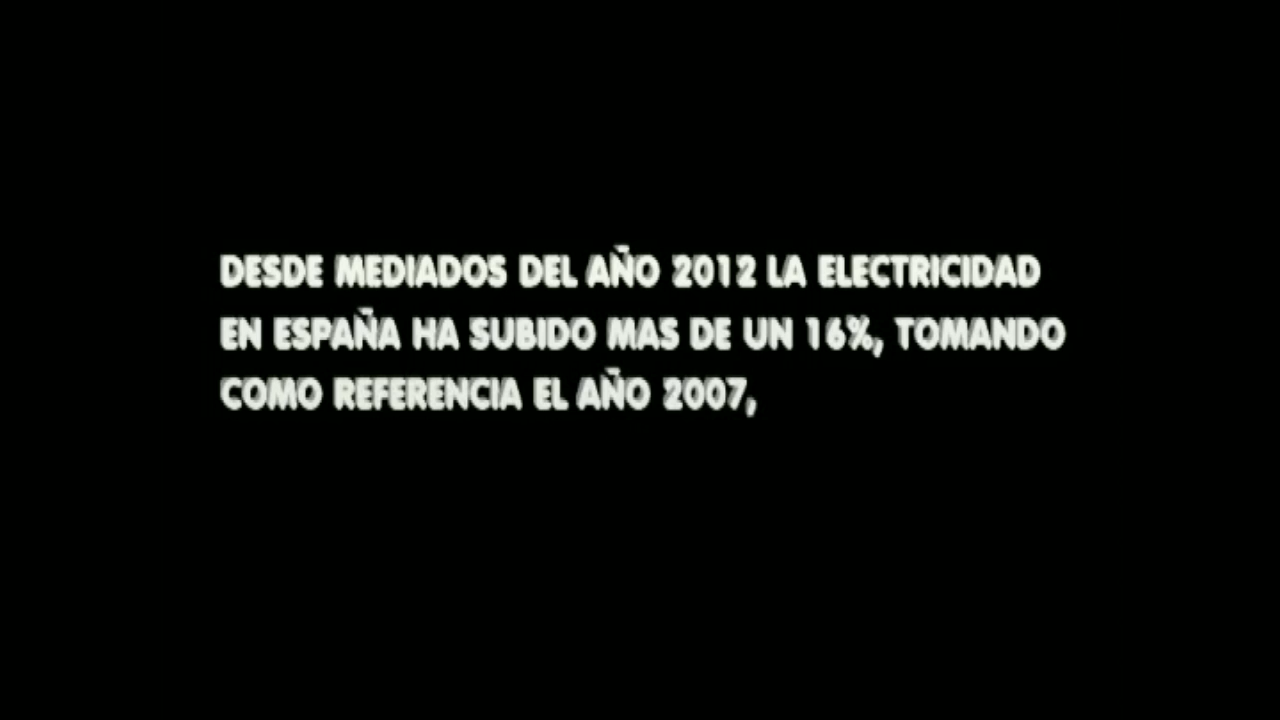 DESDE MEDIADOS DEL AÑO 2012 LA ELECTRICIDAD
EN ESPAÑA HA SUBIDO MAS DE UN 16%, TOMANDO
COMO REFERENCIA EL AÑO 2007,